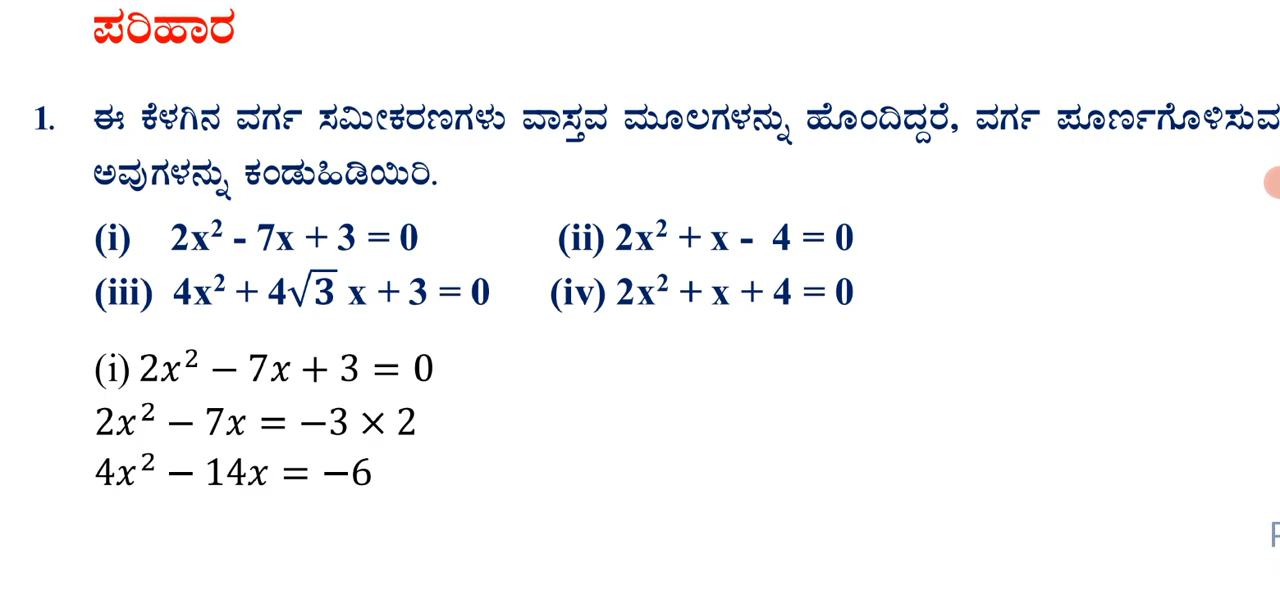 ಪರಿಹಾರ
1. ಈ ಕೆಳಗಿನ ವರ್ಗ ಸಮೀಕರಣಗಳು ವಾಸ್ತವ ಮೂಲಗಳನ್ನು ಹೊಂದಿದ್ದರೆ, ವರ್ಗ ಪೂರ್ಣಗೊಳಿಸುವ
ಅವುಗಳನ್ನು ಕಂಡುಹಿಡಿಯಿರಿ.
(i) 2x² - 7x + 3 = 0 (ii) 2x² + x - 4 = 0
(iii) 4x² + 4√3 x + 3 = 0 (iv) 2x² + x + 4 = 0
(i) 2x² − 7x + 3 = 0
2x² − 7x = −3 × 2
4x² − 14x = −6